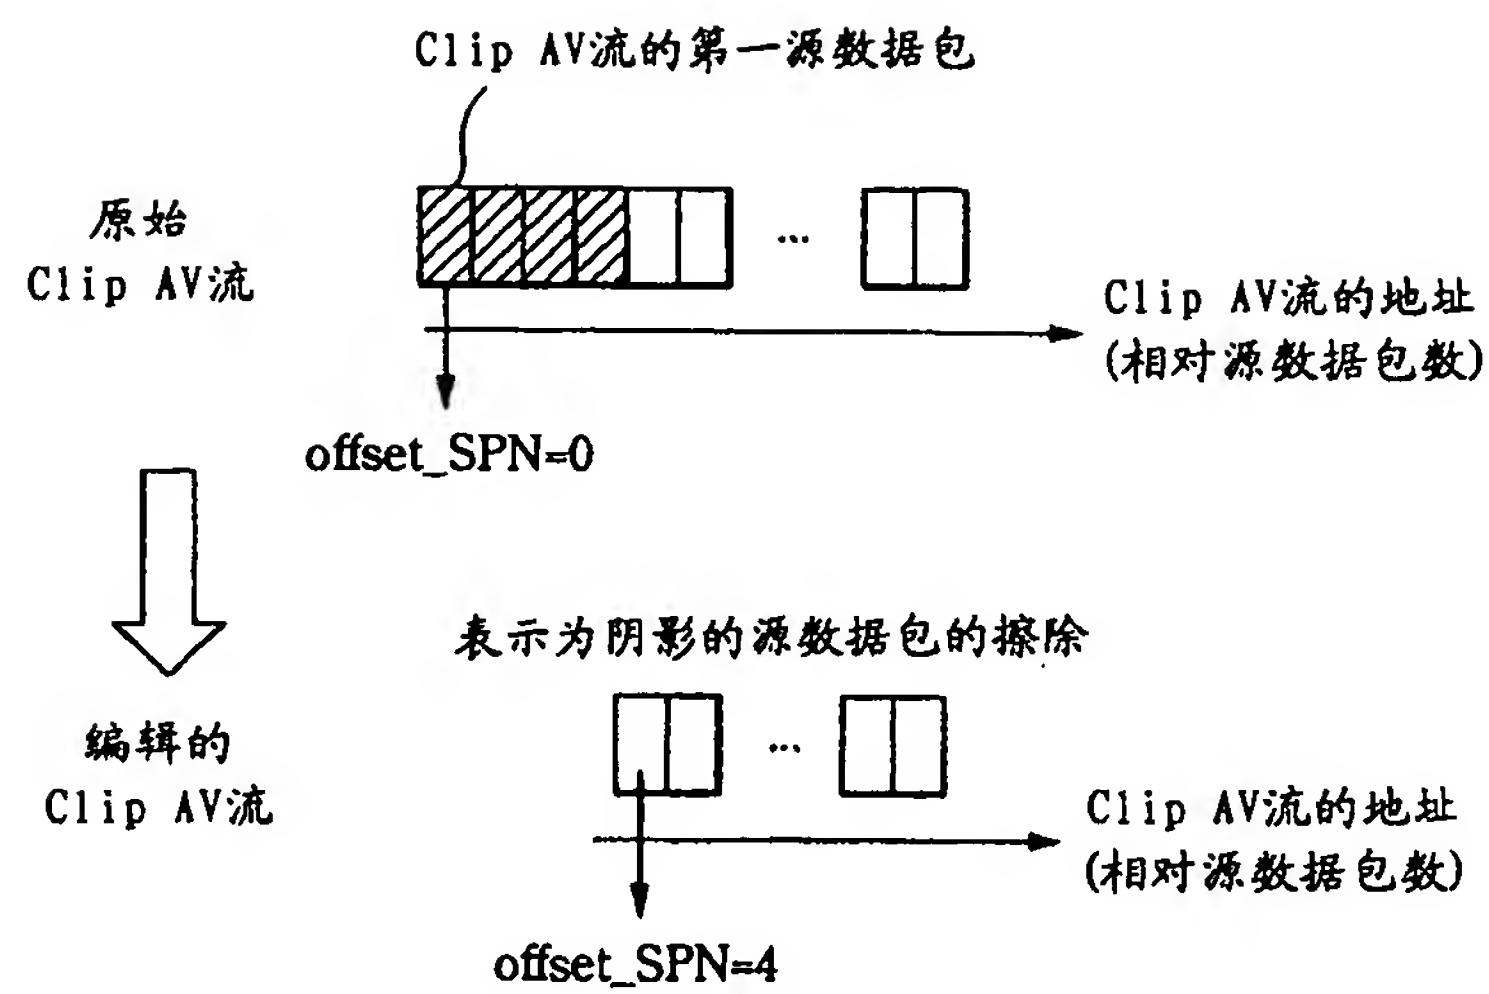 Clip AV流的第一源数据包
原始
Clip AV流
...
Clip AV流的地址
(相对源数据包数)
offset_SPN=0
表示为阴影的源数据包的擦除
编辑的
Clip AV流
...
Clip AV流的地址
(相对源数据包数)
offset_SPN=4